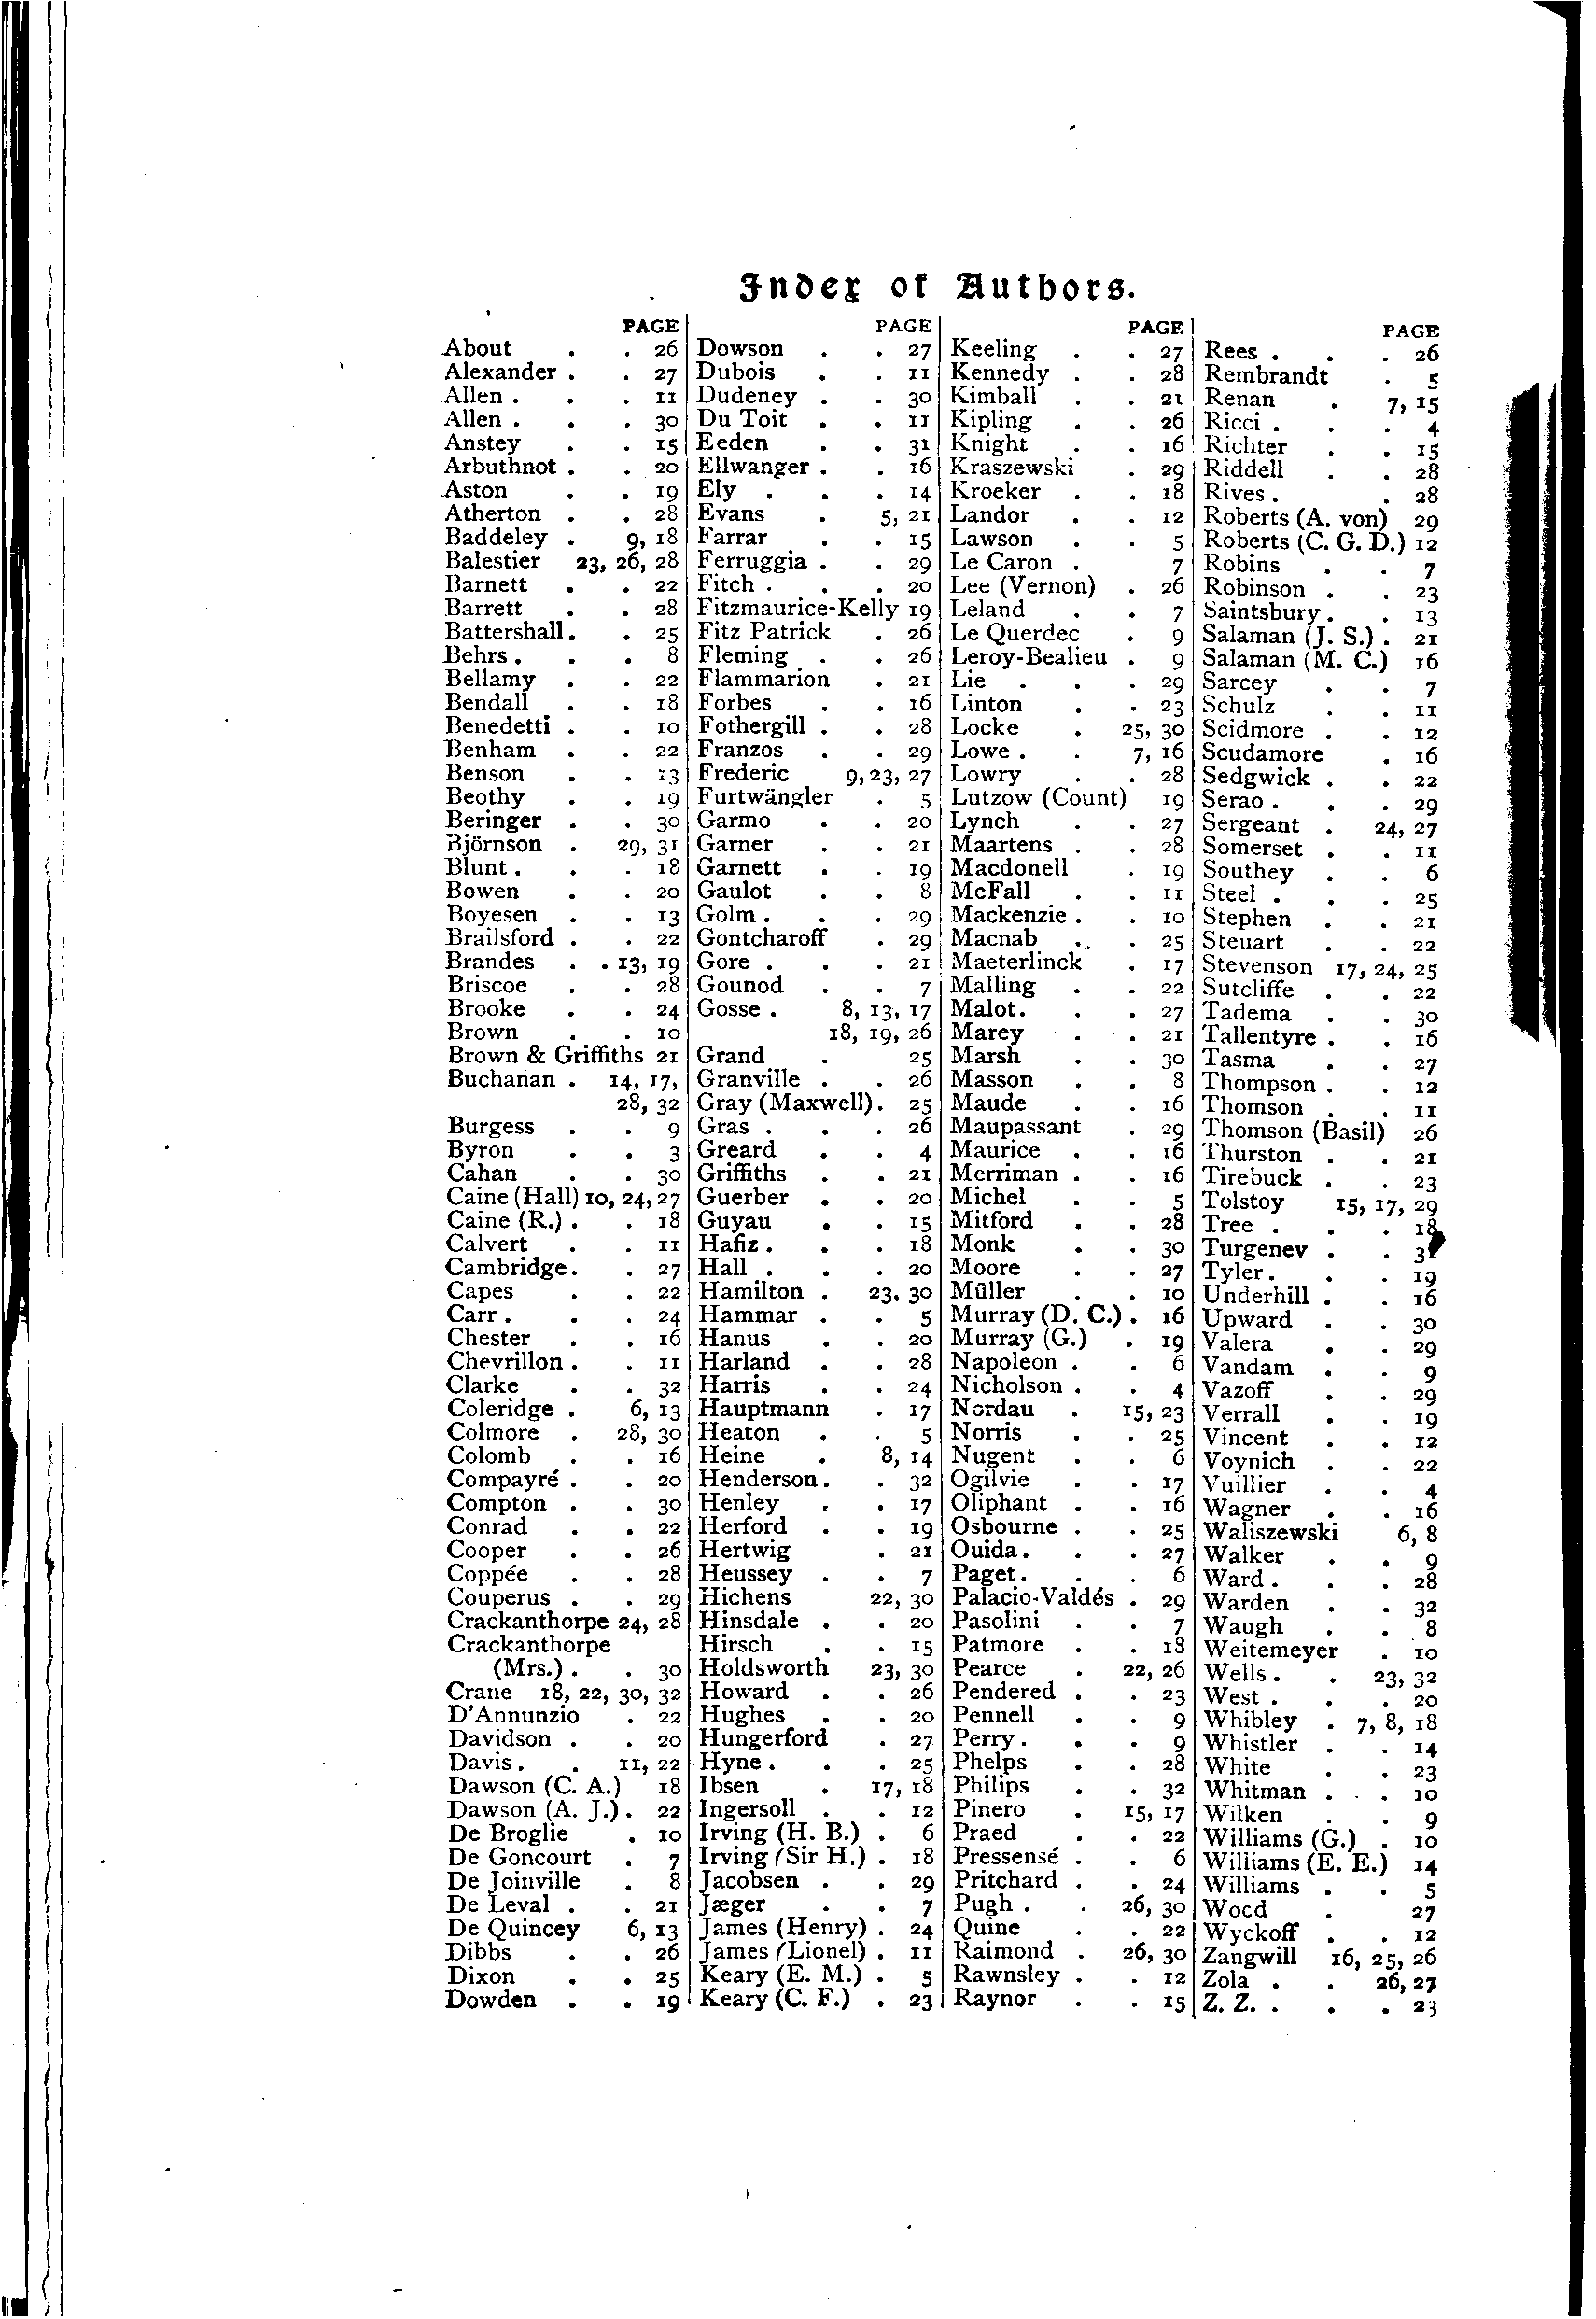 Index of Authors.
PAGE
About . . 26
Alexander . . 27
Allen . . . 11
Allen . . . 30
Anstey . . 15
Arbuthnot . . 20
Aston . . 19
Atherton . . 28
Baddeley . 9, 18
Balestier 23, 26, 28
Barnett . . 22
Barrett . . 28
Battershall . . 25
Behrs . . . 8
Bellamy . . 22
Bendall . . 18
Benedetti . . 10
Benham . . 22
Benson . . 13
Beothy . . 19
Beringer . . 30
Björnson . 29, 31
Blunt . . . 18
Bowen . . 20
Boyesen . . 13
Brailsford . . 22
Brandes . . 13, 19
Briscoe . . 28
Brooke . . 24
Brown . . 10
Brown & Griffiths 21
Buchanan . 14, 17,
28, 32
Burgess . . 9
Byron . . 3
Cahan . . 30
Caine (Hall) 10, 24, 27
Caine (R.) . . 18
Calvert . . 11
Cambridge . . 27
Capes . . 22
Carr . . . 24
Chester . . 16
Chevrillon . . 11
Clarke . . 32
Coleridge . 6, 13
Colmore . 28, 30
Colomb . . 16
Compayré . . 20
Compton . . 30
Conrad . . 22
Cooper . . 26
Coppée . . 28
Couperus . . 29
Crackanthorpe 24, 28
Crackanthorpe
(Mrs.) . . 30
Crane 18, 22, 30, 32
D'Annunzio . 22
Davidson . . 20
Davis . . 11, 22
Dawson (C. A.) 18
Dawson (A. J.) . 22
De Broglie . 10
De Goncourt . 7
De Joinville . 8
De Leval . . 21
De Quincey 6, 13
Dibbs . . 26
Dixon . . 25
Dowden . . 19
PAGE
Dowson . . 27
Dubois . . 11
Dudeney . . 30
Du Toit . . 11
Eeden . . 31
Ellwanger . . 16
Ely . . . 14
Evans . 5, 21
Farrar . . 15
Ferruggia . . 29
Fitch . . . 20
Fitzmaurice-Kelly 19
Fitz Patrick . 26
Fleming . . 26
Flammarion . 21
Forbes . . 16
Fothergill . . 28
Franzos . . 29
Frederic 9, 23, 27
Furtwängler . 5
Garmo . . 20
Garner . . 21
Garnett . . 19
Gaulot . . 8
Golm . . . 29
Gontcharoff . 29
Gore . . . 21
Gounod . . 7
Gosse . 8, 13, 17
18, 19, 26
Grand . 25
Granville . . 26
Gray (Maxwell) . 25
Gras . . . 26
Greard . . 4
Griffiths . . 21
Guerber . . 20
Guyau . . 15
Hafiz . . . 18
Hall . . . 20
Hamilton . 23, 30
Hammar . . 5
Hanus . . 20
Harland . . 28
Harris . . 24
Hauptmann . 17
Heaton . . 5
Heine . 8, 14
Henderson . . 32
Henley . . 17
Herford . . 19
Hertwig . 21
Heussey . . 7
Hichens 22, 30
Hinsdale . . 20
Hirsch . . 15
Holdsworth 23, 30
Howard . . 26
Hughes . . 20
Hungerford . 27
Hyne . . . 25
Ibsen . 17, 18
Ingersoll . . 12
Irving (H. B.) . 6
Irving (Sir H.) . 18
Jacobsen . . 29
Jæger . . 7
James (Henry) . 24
James (Lionel) . 11
Keary (E. M.) . 5
Keary (C. F.) . 23
PAGE
Keeling . . 27
Kennedy . . 28
Kimball . . 21
Kipling . . 26
Knight . . 16
Kraszewski . 29
Kroeker . . 18
Landor . . 12
Lawson . . 5
Le Caron . 7
Lee (Vernon) . 26
Leland . . 7
Le Querdec . 9
Leroy-Bealieu . 9
Lie . . . 29
Linton . . 23
Locke . 25, 30
Lowe . . 7, 16
Lowry . . 28
Lutzow (Count) 19
Lynch . . 27
Maartens . . 28
Macdonell . 19
McFall . . 11
Mackenzie . . 10
Macnab . . 25
Maeterlinck . 17
Malling . . 22
Malot . . . 27
Marey . . 21
Marsh . . 30
Masson . . 8
Maude . . 16
Maupassant . 29
Maurice . . 16
Merriman . . 16
Michel . . 5
Mitford . . 28
Monk . . 30
Moore . . 27
Müller . . 10
Murray (D. C.) . 16
Murray (G.) . 19
Napoleon . . 6
Nicholson . . 4
Nordau . 15, 23
Norris . . 25
Nugent . . 6
Ogilvie . . 17
Oliphant . . 16
Osbourne . . 25
Ouida . . . 27
Paget . . . 6
Palacio-Valdés . 29
Pasolini . . 7
Patmore . . 18
Pearce . 22, 26
Pendered . . 23
Pennell . . 9
Perry . . . 9
Phelps . . 28
Philips . . 32
Pinero . 15, 17
Praed . . 22
Pressensé . . 6
Pritchard . . 24
Pugh . . 26, 30
Quine . . 22
Raimond . 26, 30
Rawnsley . . 12
Raynor . . 15
PAGE
Rees . . . 26
Rembrandt . 5
Renan . 7, 15
Ricci . . . 4
Richter . . 15
Riddell . . 28
Rives . . 28
Roberts (A. von) 29
Roberts (C. G. D.) 12
Robins . . 7
Robinson . . 23
Saintsbury . . 13
Salaman (J. S.) . 21
Salaman (M. C.) 16
Sarcey . . 7
Schulz . . 11
Scidmore . . 12
Scudamore . 16
Sedgwick . . 22
Serao . . . 29
Sergeant . 24, 27
Somerset . . 11
Southey . . 6
Steel . . . 25
Stephen . . 21
Steuart . . 22
Stevenson 17, 24, 25
Sutcliffe . . 22
Tadema . . 30
Tallentyre . . 16
Tasma . . 27
Thompson . . 12
Thomson . . 11
Thomson (Basil) 26
Thurston . . 21
Tirebuck . . 23
Tolstoy 15, 17, 29
Tree . . . 18
Turgenev . .
Tyler . . . 19
Underhill . . 16
Upward . . 30
Valera . . 29
Vandam . . 9
Vazoff . . 29
Verrall . . 19
Vincent . . 12
Voynich . . 22
Vuillier . . 4
Wagner . . 16
Waliszewski 6, 8
Walker . . 9
Ward . . . 28
Warden . . 32
Waugh . . 8
Weitemeyer . 10
Wells . . 23, 32
West . . . 20
Whibley . 7, 8, 18
Whistler . . 14
White . . 23
Whitman . . . 10
Wilken . . 9
Williams (G.) . 10
Williams (E. E.) 14
Williams . . 5
Wocd . 27
Wyckoff . . 12
Zangwill 16, 25, 26
Zola . . 26, 27
Z. Z. . . . 23